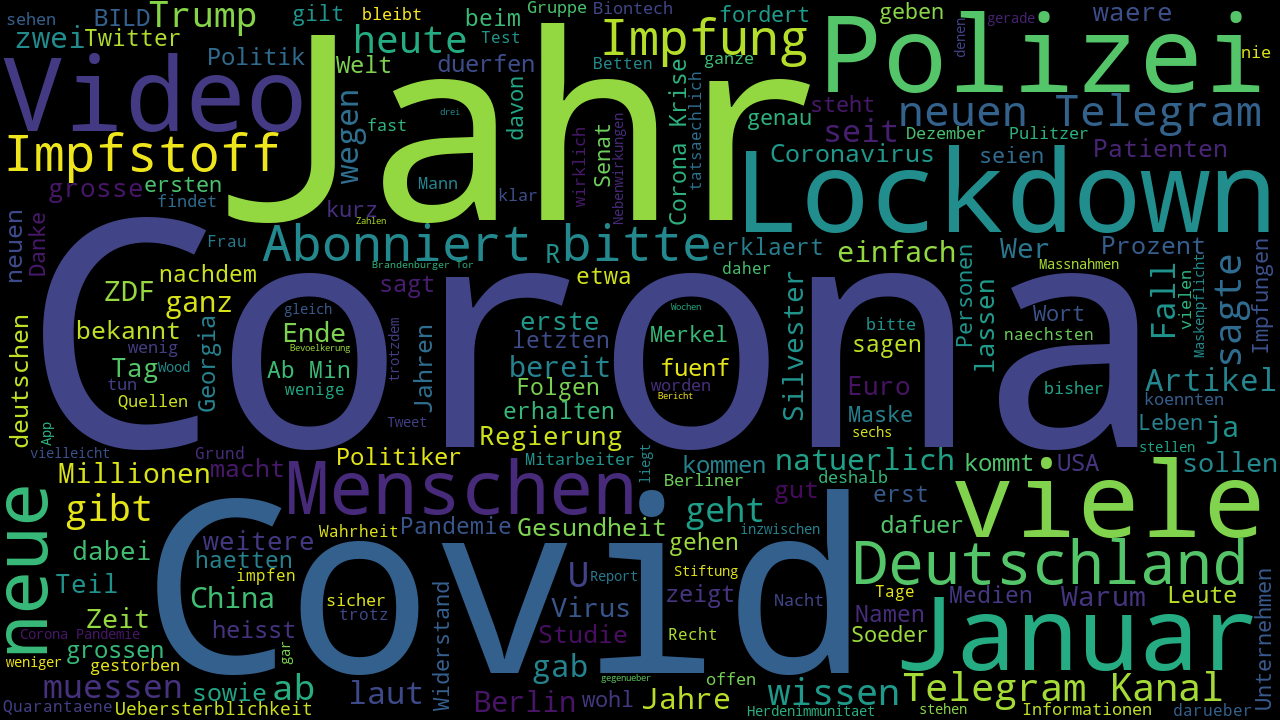 sehen BILD Trump gilt bleibt beim Gruppe Biontech fordert geben waere gerade
zwei Twitter Politik heute Test Impfung Polizei denen nie
Video Jahr Welt duerfen Betten ganze
Impfstoff wegen fast drei davon steht neuen Telegram
genau seit Dezember Pulitzer
Corona Krise tatsaechlich Senat wirklich Nebenwirkungen
Coronavirus seien Patienten
grosse ersten Mann klar Lockdown
findet kurz Zahlen
neuen Danke Frau Abonniert R bitte erklaert einfach Wer Prozent
nachdem Brandenburger Tor etwa daher Massnahmen
ZDF ganz sagt Silvester Personen lassen Fall vielen Maskenpflicht sagte Impfungen
Corona
gleich Wochen Wort
bekannt Ende erste Merkel bitte naechsten
wenig Bevoelkerung letzten sagen
Tag Wood Ab Min trotzdem bereit fuenf
tun wenige Jahren Folgen worden Euro bisher Artikel
Quellen Georgia Bericht koennten
deutschen erhalten Maske
App Tweet Leben ja
Regierung sechs
vielleicht Grund Politiker Mitarbeiter liegt Berliner natuerlich stellen
Millionen macht kommen deshalb kommt USA sollen
Menschen gut erst viele
neue gibt geht
Wahrheit Pandemie Gesundheit inzwischen dafuer
dabei weitere gehen
haetten Covid Deutschland
Teil impfen U Report Stiftung
China sicher Virus zeigt Nacht Tage Medien Warum Leute
Zeit trotz Namen
heisst Widerstand Studie Recht Soeder Januar Unternehmen
Corona Pandemie
grossen
weniger gestorben gar gab offen
gegenueber
muessen sowie ab laut wissen Telegram Kanal
Berlin wohl Jahre
Quarantaene Uebersterblichkeit Herdenimmunitaet stehen Informationen darueber